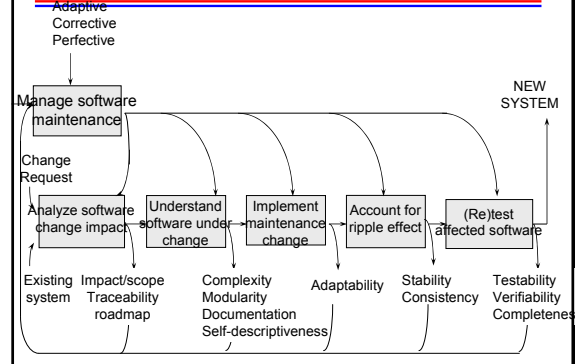 Adaptive
Corrective
Perfective
Manage software
maintenance
NEW
SYSTEM
Change
Request
Analyze software
change impact
Understand
software under
change
Implement
maintenance
change
Account for
ripple effect
(Re)test
affected software
Existing
system
Impact/scope
Traceability
roadmap
Complexity
Modularity
Documentation
Self-descriptiveness
Adaptability
Stability
Consistency
Testability
Verifiability
Completenes